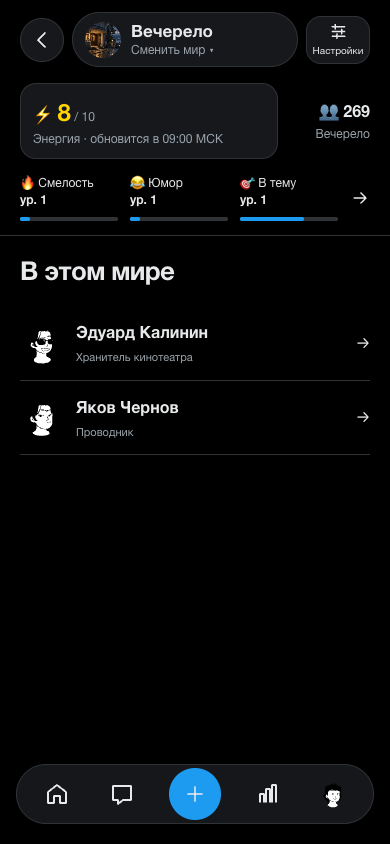 Вечерело
Сменить мир ▾
Настройки
⚡ 8 / 10
Энергия · обновится в 09:00 МСК
👥 269
Вечерело
🔥 Смелость
ур. 1
😂 Юмор
ур. 1
🎯 В тему
ур. 1
В этом мире
Эдуард Калинин
Хранитель кинотеатра
Яков Чернов
Проводник